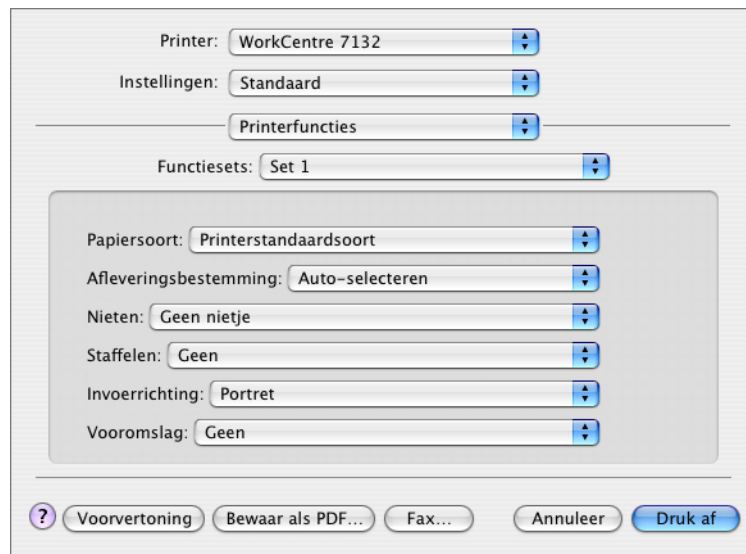 Printer: WorkCentre 7132
Instellingen: Standaard
Printerfuncties
Functiesets: Set 1
Papiersoort: Printerstandaardsoort
Afleveringsbestemming: Auto-selecteren
Nieten: Geen nietje
Staffelen: Geen
Invoerrichting: Portret
Vooromslag: Geen
? Voorvertoning Bewaar als PDF... Fax... Annuleer Druk af